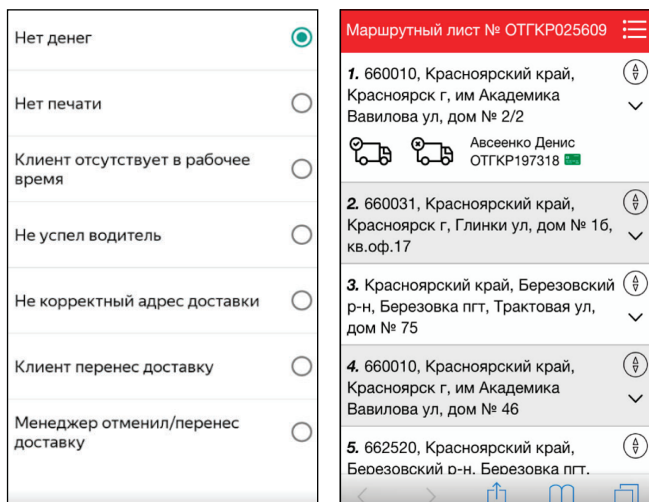 Нет денег
Нет печати
Клиент отсутствует в рабочее
время
Не успел водитель
Не корректный адрес доставки
Клиент перенес доставку
Менеджер отменил/перенес
доставку
Маршрутный лист № ОТГКР025609
1. 660010, Красноярский край,
Красноярск г, им Академика
Вавилова ул, дом № 2/2
Авсеенко Денис
ОТГКР197318
2. 660031, Красноярский край,
Красноярск г, Глинки ул, дом № 1б,
кв.оф.17
3. Красноярский край, Березовский
р-н, Березовка пгт, Трактовая ул,
дом № 75
4. 660010, Красноярский край,
Красноярск г, им Академика
Вавилова ул, дом № 46
5. 662520, Красноярский край,
Березовский р-н, Березовка пгт,